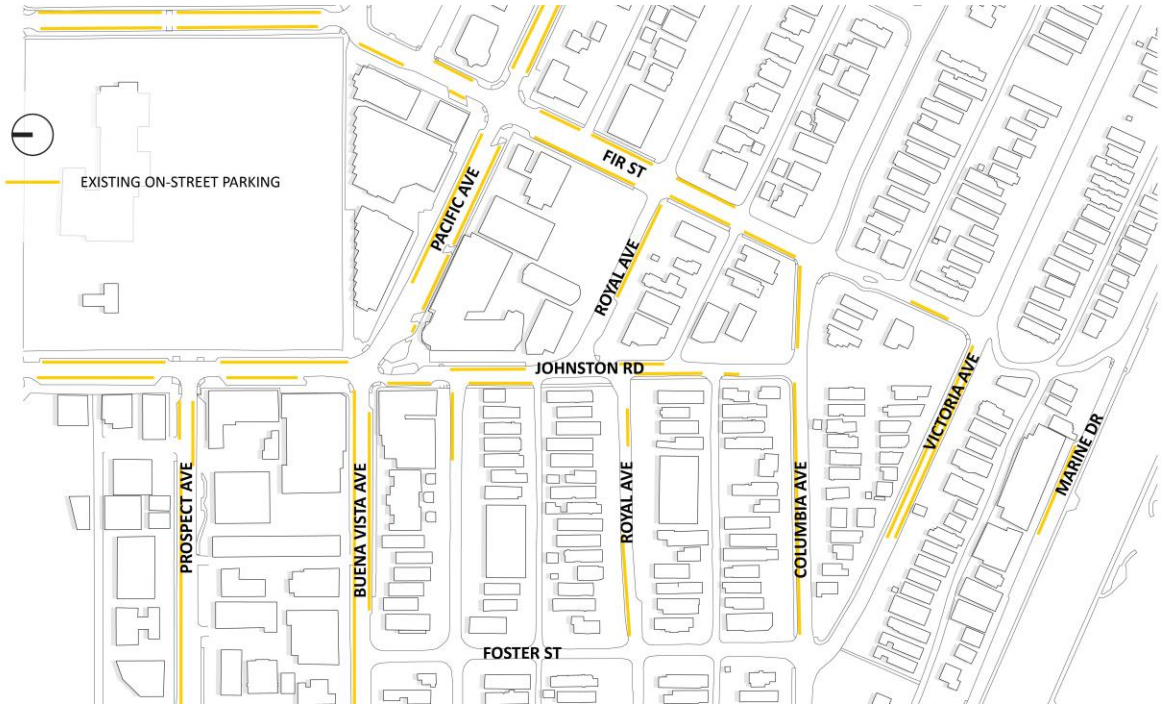 EXISTING ON-STREET PARKING
FIR ST
PACIFIC AVE
ROYAL AVE
JOHNSTON RD
VICTORIA AVE
MARINE DR
PROSPECT AVE
BUENA VISTA AVE
ROYAL AVE
COLUMBIA AVE
FOSTER ST